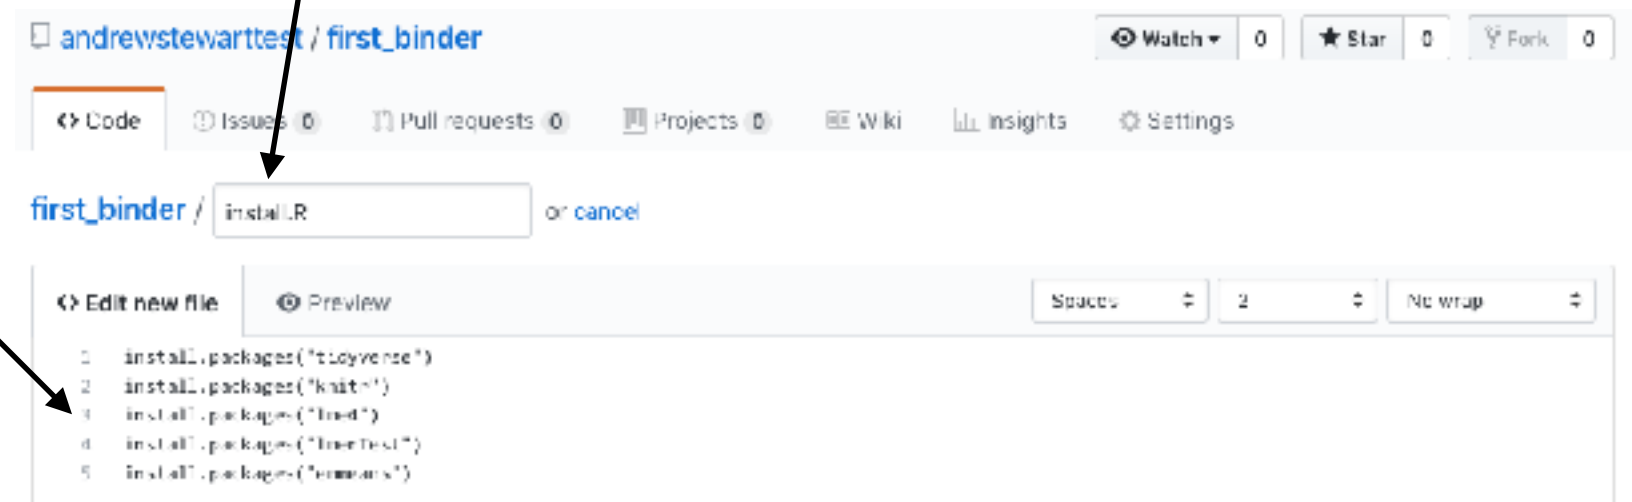 andrewstewarttest / first_binder Watch 0 Star 0 Fork 0
Code Issues 0 Pull requests 0 Projects 0 Wiki Insights Settings
first_binder / install.R or cancel
Edit new file Preview Spaces 2 No wrap
1 install.packages("tidyverse")
2 install.packages("knitr")
3 install.packages("lme4")
4 install.packages("lmerTest")
5 install.packages("emmeans")